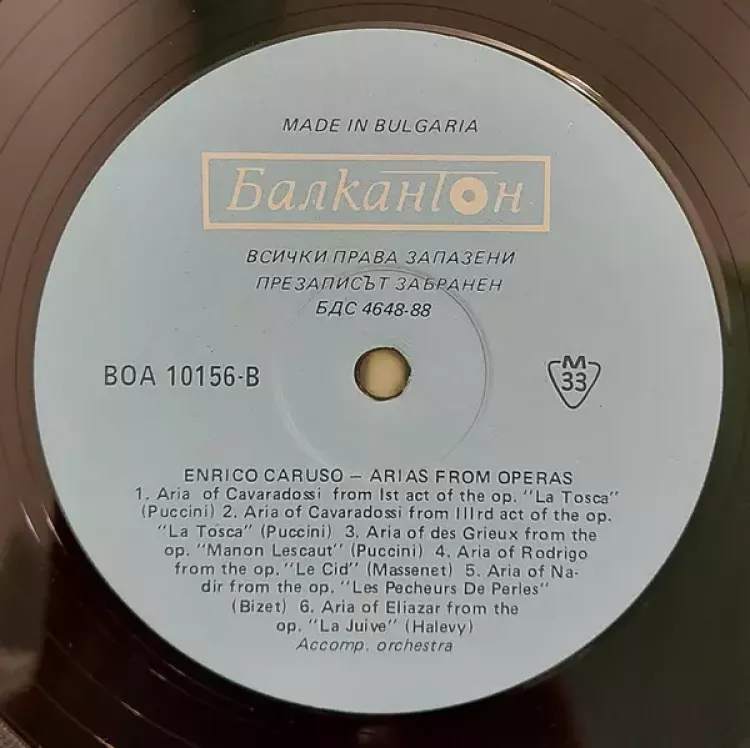 MADE IN BULGARIA
Балкантон
ВСИЧКИ ПРАВА ЗАПАЗЕНИ
ПРЕЗАПИСЪТ ЗАБРАНЕН
БДС 4648-88
ВОА 10156-В
M
33
ENRICO CARUSO – ARIAS FROM OPERAS
1. Aria of Cavaradossi from Ist act of the op. "La Tosca"
(Puccini) 2. Aria of Cavaradossi from IIIrd act of the op.
"La Tosca" (Puccini) 3. Aria of des Grieux from the
op. "Manon Lescaut" (Puccini) 4. Aria of Rodrigo
from the op. "Le Cid" (Massenet) 5. Aria of Na-
dir from the op. "Les Pecheurs De Perles"
(Bizet) 6. Aria of Eliazar from the
op. "La Juive" (Halevy)
Accomp. orchestra